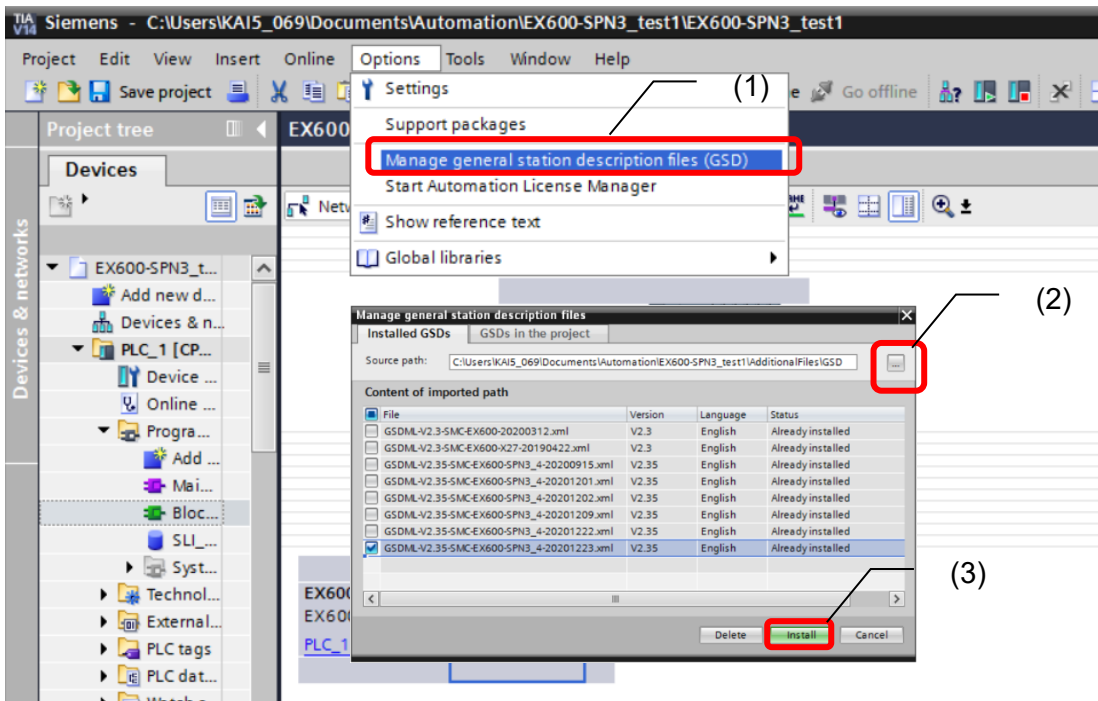 TIA V14 Siemens - C:\Users\KAI5_069\Documents\Automation\EX600-SPN3_test1\EX600-SPN3_test1
Project Edit View Insert Online Options Tools Window Help
Save project
Go offline
Settings
Support packages
Manage general station description files (GSD)
Start Automation License Manager
Show reference text
Global libraries
(1)
Project tree
EX600
Devices
Devices & networks
EX600-SPN3_t...
Add new d...
Devices & n...
PLC_1 [CP...
Device ...
Online ...
Progra...
Add ...
Mai...
Bloc...
SLI_...
Syst...
Technol...
External...
PLC tags
PLC dat...
(2)
Manage general station description files
Installed GSDs GSDs in the project
Source path: C:\Users\KAI5_069\Documents\Automation\EX600-SPN3_test1\AdditionalFiles\GSD ...
Content of imported path
File Version Language Status
GSDML-V2.3-SMC-EX600-20200312.xml V2.3 English Already installed
GSDML-V2.3-SMC-EX600-X27-20190422.xml V2.3 English Already installed
GSDML-V2.35-SMC-EX600-SPN3_4-20200915.xml V2.35 English Already installed
GSDML-V2.35-SMC-EX600-SPN3_4-20201201.xml V2.35 English Already installed
GSDML-V2.35-SMC-EX600-SPN3_4-20201202.xml V2.35 English Already installed
GSDML-V2.35-SMC-EX600-SPN3_4-20201209.xml V2.35 English Already installed
GSDML-V2.35-SMC-EX600-SPN3_4-20201222.xml V2.35 English Already installed
GSDML-V2.35-SMC-EX600-SPN3_4-20201223.xml V2.35 English Already installed
(3)
Delete Install Cancel
PLC_1